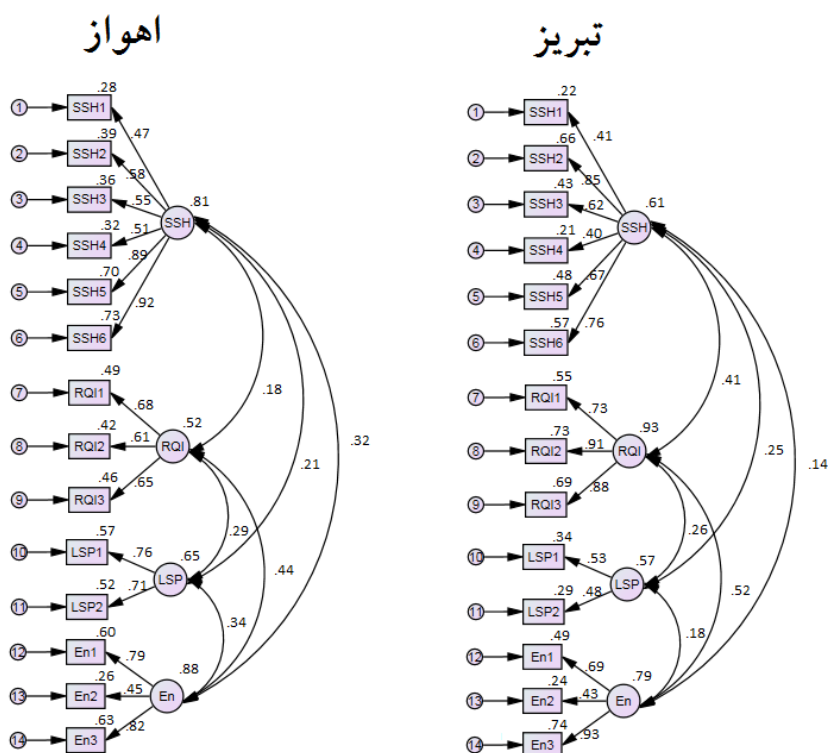 اهواز
.28
1 SSH1 .47
.39
2 SSH2 .58
.36
3 SSH3 .55 SSH .81
.32
4 SSH4 .51
.70 .89
5 SSH5
.73 .92
6 SSH6
.49 .18
7 RQI1 .68
.42 .52
8 RQI2 .61 RQI .32
.46 .21
9 RQI3 .65
.57 .29
10 LSP1 .76 .65
.52 LSP .44
11 LSP2 .71
.60 .34
12 En1 .79
.26 .88
13 En2 .45 En
.63
14 En3 .82
تبریز
.22
1 SSH1 .41
.66
2 SSH2 .85
.43
3 SSH3 .62 SSH .61
.21
4 SSH4 .40
.48 .67
5 SSH5
.57 .76
6 SSH6
.55 .41
7 RQI1 .73
.73 .93
8 RQI2 .91 RQI .25 .14
.69
9 RQI3 .88
.34 .26
10 LSP1 .53 .57
.29 LSP .52
11 LSP2 .48
.49 .18
12 En1 .69
.24 .79
13 En2 .43 En
.74
14 En3 .93